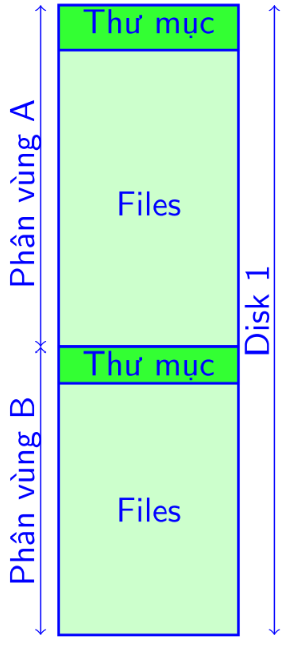 Thư mục
Phân vùng A
Files
Disk 1
Thư mục
Phân vùng B
Files